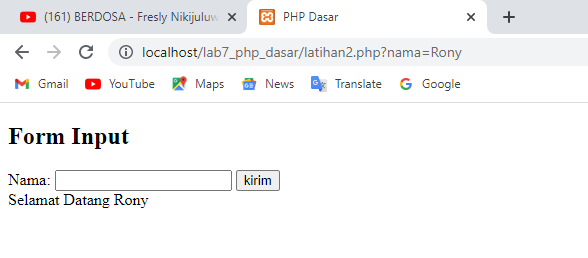 (161) BERDOSA - Fresly Nikijuluw
PHP Dasar
localhost/lab7_php_dasar/latihan2.php?nama=Rony
Gmail YouTube Maps News Translate Google
Form Input
Nama: kirim
Selamat Datang Rony